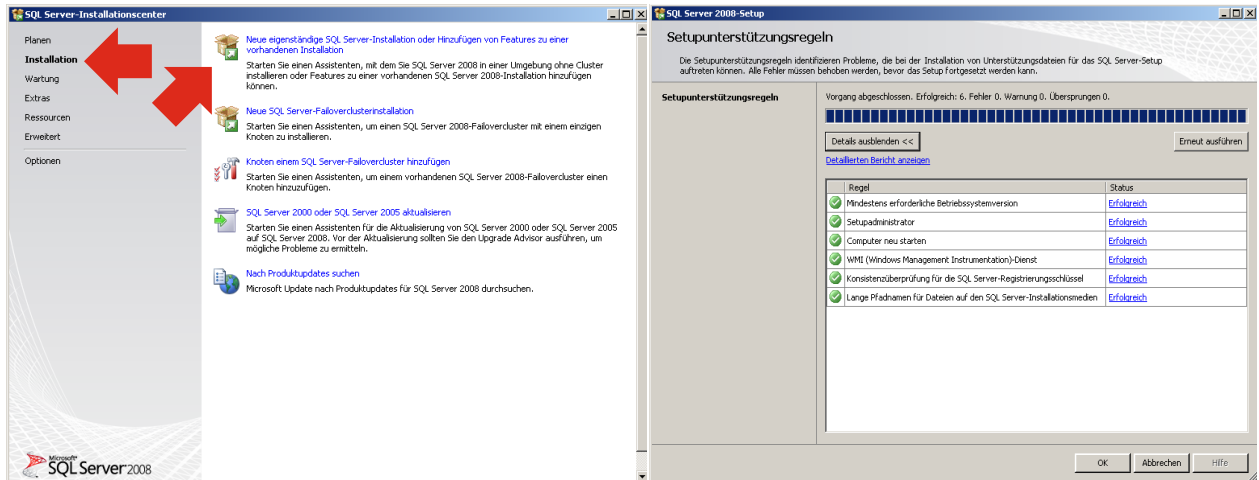 SQL Server-Installationscenter
Planen
Installation
Wartung
Extras
Ressourcen
Erweitert
Optionen
Neue eigenständige SQL Server-Installation oder Hinzufügen von Features zu einer
vorhandenen Installation
Starten Sie einen Assistenten, mit dem Sie SQL Server 2008 in einer Umgebung ohne Cluster
installieren oder Features zu einer vorhandenen SQL Server 2008-Installation hinzufügen
können.
Neue SQL Server-Failoverclusterinstallation
Starten Sie einen Assistenten, um einen SQL Server 2008-Failovercluster mit einem einzigen
Knoten zu installieren.
Knoten einem SQL Server-Failovercluster hinzufügen
Starten Sie einen Assistenten, um einem vorhandenen SQL Server 2008-Failovercluster einen
Knoten hinzuzufügen.
SQL Server 2000 oder SQL Server 2005 aktualisieren
Starten Sie einen Assistenten für die Aktualisierung von SQL Server 2000 oder SQL Server 2005
auf SQL Server 2008. Vor der Aktualisierung sollten Sie den Upgrade Advisor ausführen, um
mögliche Probleme zu ermitteln.
Nach Produktupdates suchen
Microsoft Update nach Produktupdates für SQL Server 2008 durchsuchen.
Microsoft®
SQL Server 2008
SQL Server 2008-Setup
Setupunterstützungsregeln
Die Setupunterstützungsregeln identifizieren Probleme, die bei der Installation von Unterstützungsdateien für das SQL Server-Setup
auftreten können. Alle Fehler müssen behoben werden, bevor das Setup fortgesetzt werden kann.
Setupunterstützungsregeln
Vorgang abgeschlossen. Erfolgreich: 6. Fehler 0. Warnung 0. Übersprungen 0.
Details ausblenden <<
Erneut ausführen
Detaillierten Bericht anzeigen
Regel Status
Mindestens erforderliche Betriebssystemversion Erfolgreich
Setupadministrator Erfolgreich
Computer neu starten Erfolgreich
WMI (Windows Management Instrumentation)-Dienst Erfolgreich
Konsistenzüberprüfung für die SQL Server-Registrierungsschlüssel Erfolgreich
Lange Pfadnamen für Dateien auf den SQL Server-Installationsmedien Erfolgreich
OK Abbrechen Hilfe